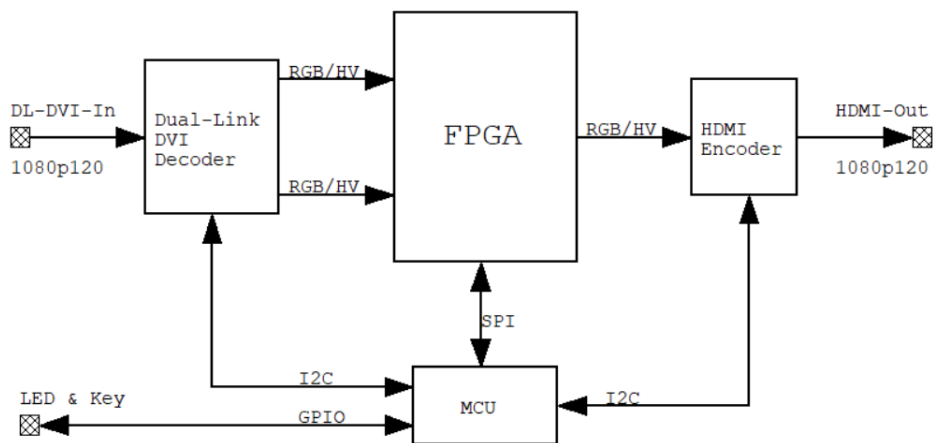 RGB/HV
DL-DVI-In
Dual-Link
DVI
Decoder
1080p120
RGB/HV
FPGA
RGB/HV
HDMI
Encoder
HDMI-Out
1080p120
SPI
I2C
LED & Key
GPIO
MCU
I2C